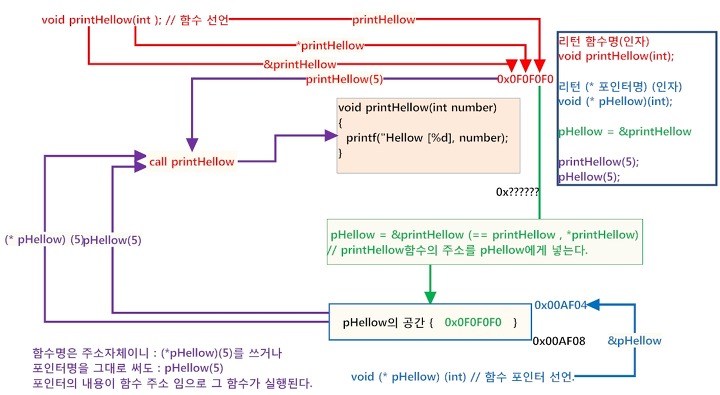 void printHellow(int ); // 함수 선언
printHellow
*printHellow
&printHellow
printHellow(5)
0x0F0F0F0
리턴 함수명(인자)
void printHellow(int);
리턴 (* 포인터명) (인자)
void (* pHellow)(int);
pHellow = &printHellow
printHellow(5);
pHellow(5);
void printHellow(int number)
{
printf("Hellow [%d], number);
}
call printHellow
0x??????
(* pHellow) (5)
pHellow(5)
pHellow = &printHellow (== printHellow , *printHellow)
// printHellow함수의 주소를 pHellow에게 넣는다.
pHellow의 공간 { 0x0F0F0F0 }
0x00AF04
0x00AF08
&pHellow
함수명은 주소자체이니 : (*pHellow)(5)를 쓰거나
포인터명을 그대로 써도 : pHellow(5)
포인터의 내용이 함수 주소 임으로 그 함수가 실행된다.
void (* pHellow) (int) // 함수 포인터 선언.